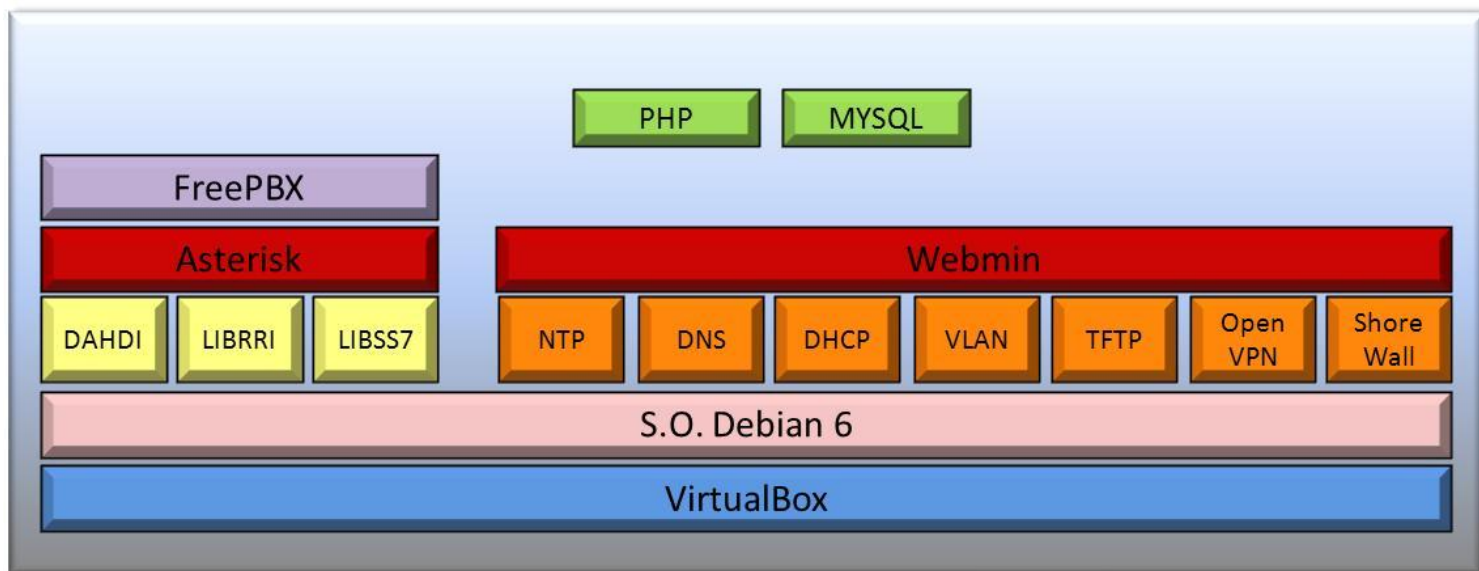 PHP
MYSQL
FreePBX
Asterisk
Webmin
DAHDI
LIBRRI
LIBSS7
NTP
DNS
DHCP
VLAN
TFTP
Open
VPN
Shore
Wall
S.O. Debian 6
VirtualBox